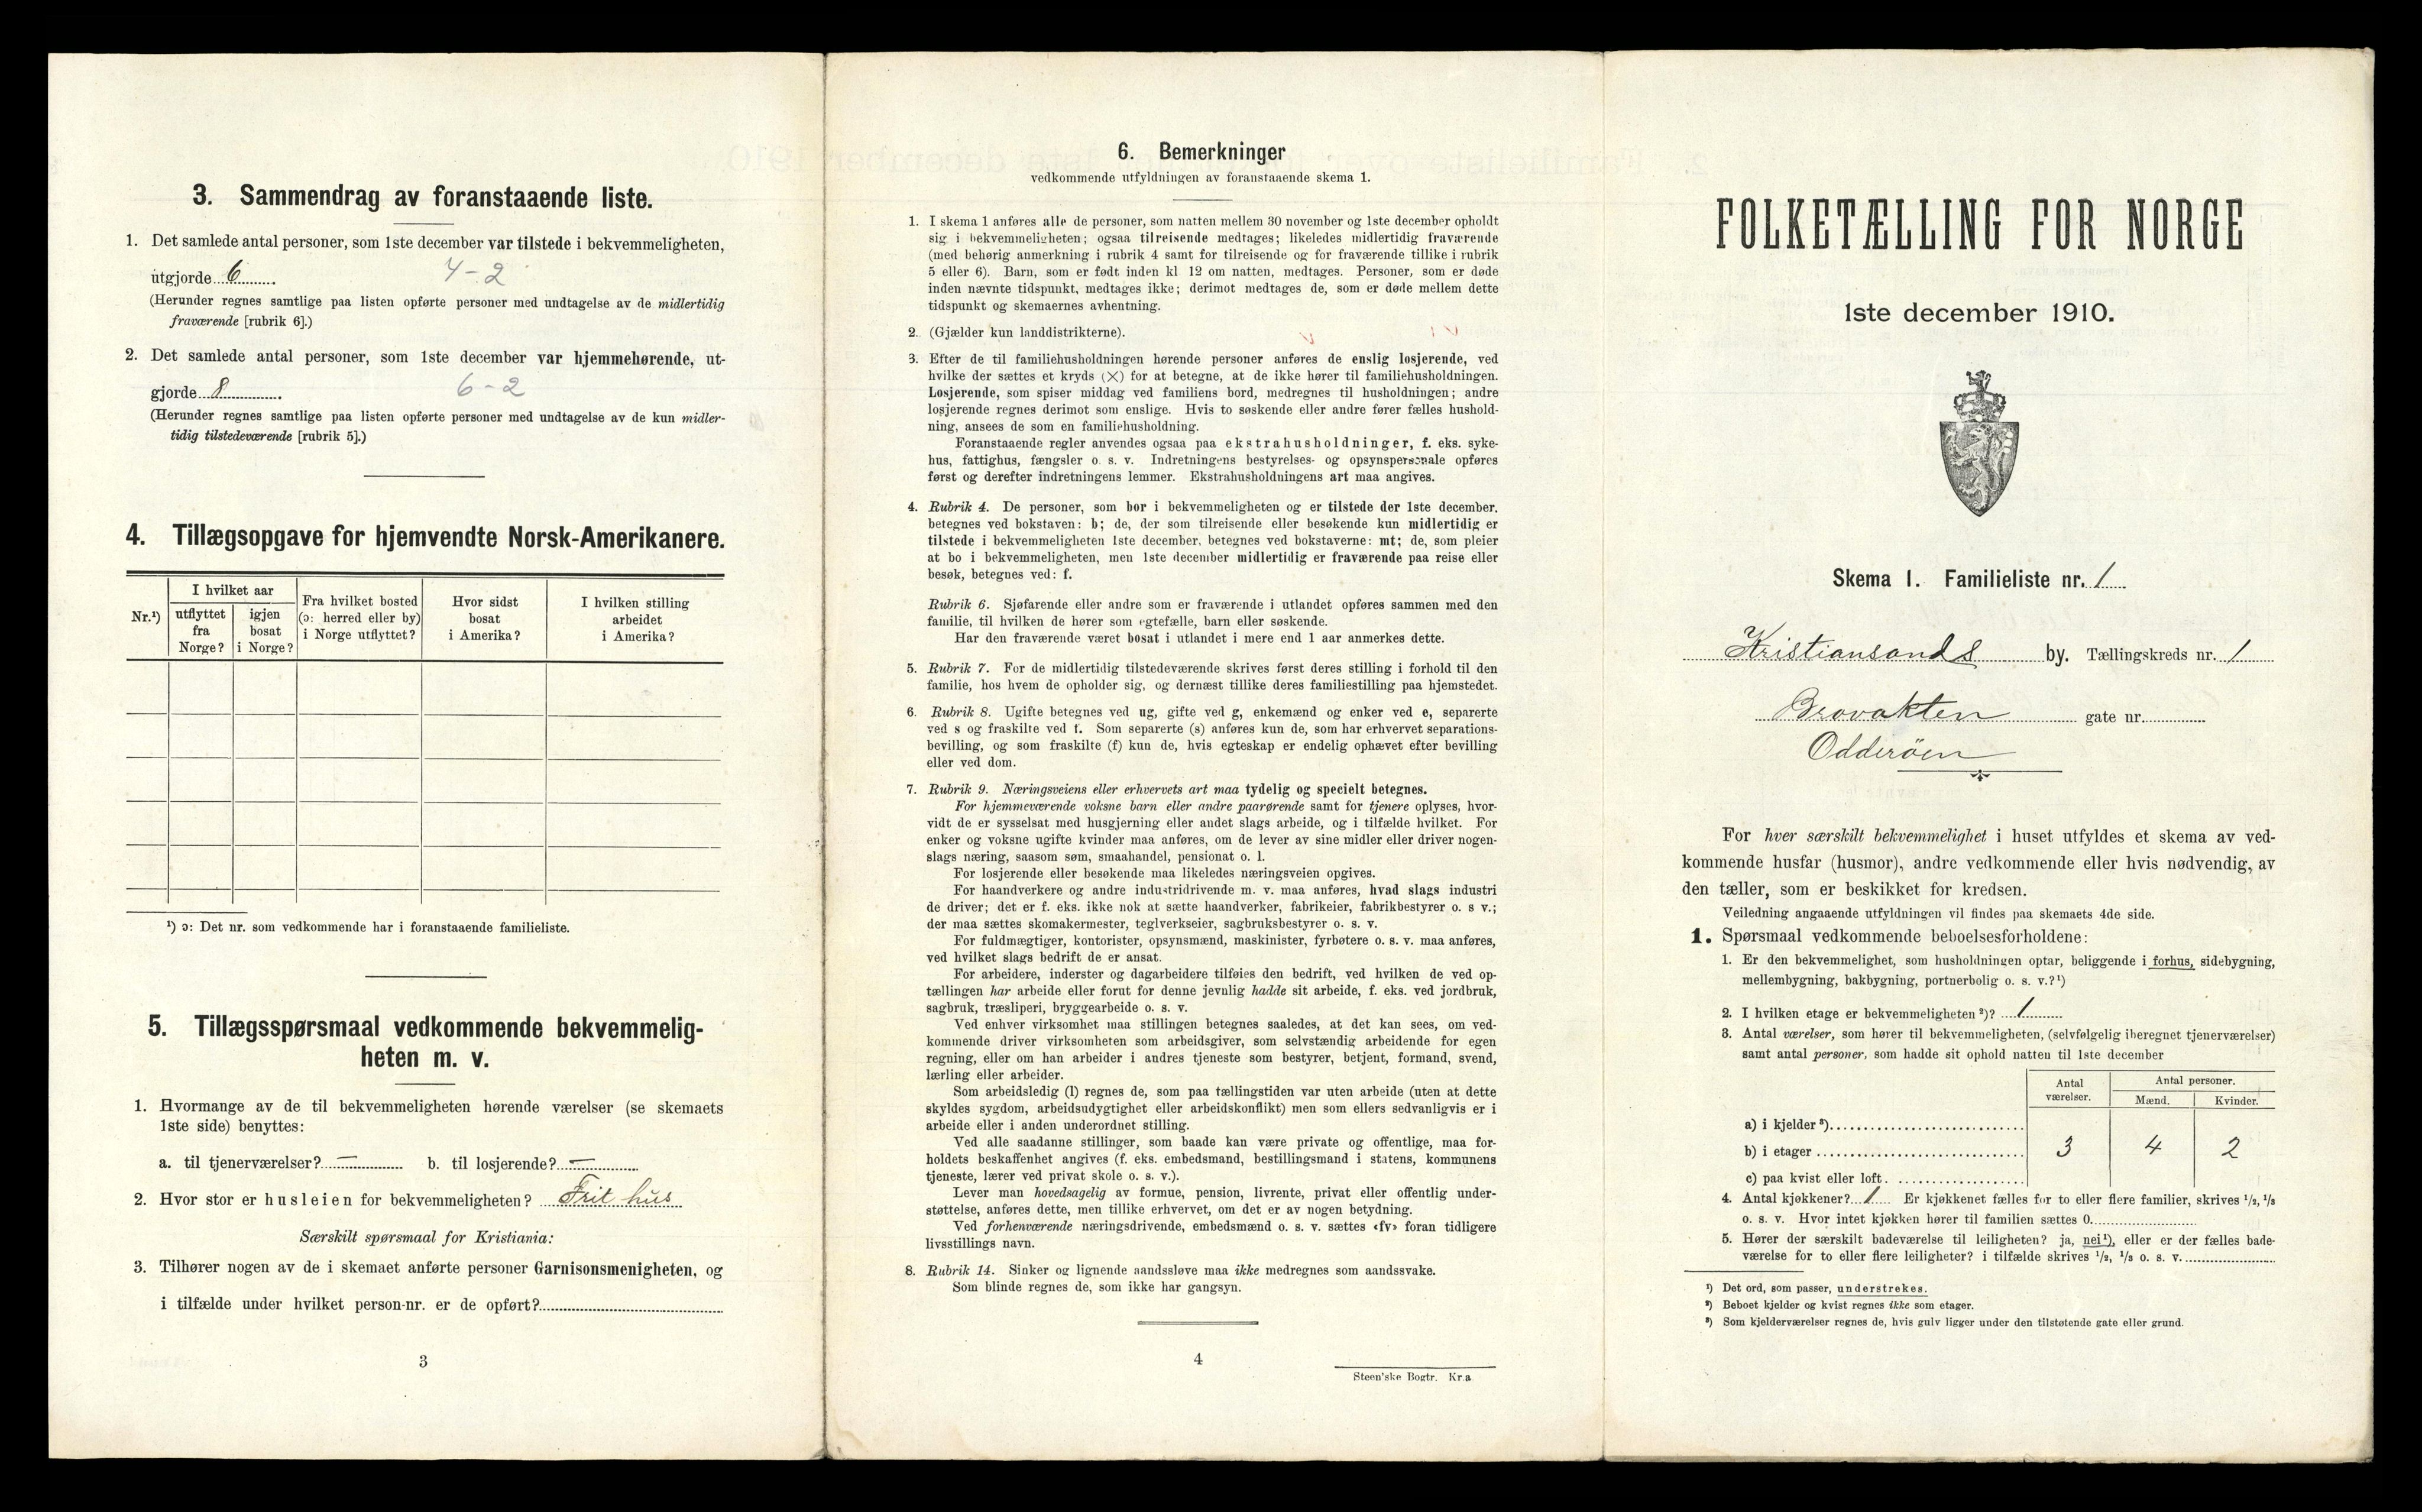 3. Sammendrag av foranstaaende liste.
1. Det samlede antal personer, som 1ste december var tilstede i bekvemmeligheten,
utgjorde 6 4-2
(Herunder regnes samtlige paa listen opførte personer med undtagelse av de midlertidig
fraværende [rubrik 6].)
2. Det samlede antal personer, som 1ste december var hjemmehørende, ut-
gjorde 8 6-2
(Herunder regnes samtlige paa listen opførte personer med undtagelse av de kun midler-
tidig tilstedeværende [rubrik 5].)
4. Tillægsopgave for hjemvendte Norsk-Amerikanere.
Nr.¹)
I hvilket aar
utflyttet
fra
Norge?
igjen
bosat
i Norge?
Fra hvilket bosted
(ɔ: herred eller by)
i Norge utflyttet?
Hvor sidst
bosat
i Amerika?
I hvilken stilling
arbeidet
i Amerika?
¹) ɔ: Det nr. som vedkommende har i foranstaaende familieliste.
5. Tillægsspørsmaal vedkommende bekvemmelig-
heten m. v.
1. Hvormange av de til bekvemmeligheten hørende værelser (se skemaets
1ste side) benyttes:
a. til tjenerværelser? — b. til losjerende? —
2. Hvor stor er husleien for bekvemmeligheten? Frit hus
Særskilt spørsmaal for Kristiania:
3. Tilhører nogen av de i skemaet anførte personer Garnisonsmenigheten, og
i tilfælde under hvilket person-nr. er de opført?
3
6. Bemerkninger
vedkommende utfyldningen av foranstaaende skema 1.
1. I skema 1 anføres alle de personer, som natten mellem 30 november og 1ste december opholdt
sig i bekvemmeligheten; ogsaa tilreisende medtages; likeledes midlertidig fraværende
(med behørig anmerkning i rubrik 4 samt for tilreisende og for fraværende tillike i rubrik
5 eller 6). Barn, som er født inden kl 12 om natten, medtages. Personer, som er døde
inden nævnte tidspunkt, medtages ikke; derimot medtages de, som er døde mellem dette
tidspunkt og skemaernes avhentning.
2. (Gjælder kun landdistrikterne).
3. Efter de til familiehusholdningen hørende personer anføres de enslig losjerende, ved
hvilke der sættes et kryds (×) for at betegne, at de ikke hører til familiehusholdningen.
Losjerende, som spiser middag ved familiens bord, medregnes til husholdningen; andre
losjerende regnes derimot som enslige. Hvis to søskende eller andre fører fælles hushold-
ning, ansees de som en familiehusholdning.
Foranstaaende regler anvendes ogsaa paa ekstrahusholdninger, f. eks. syke-
hus, fattighus, fængsler o. s. v. Indretningens bestyrelses- og opsynspersonale opføres
først og derefter indretningens lemmer. Ekstrahusholdningens art maa angives.
4. Rubrik 4. De personer, som bor i bekvemmeligheten og er tilstede der 1ste december,
betegnes ved bokstaven: b; de, der som tilreisende eller besøkende kun midlertidig er
tilstede i bekvemmeligheten 1ste december, betegnes ved bokstaverne: mt; de, som pleier
at bo i bekvemmeligheten, men 1ste december midlertidig er fraværende paa reise eller
besøk, betegnes ved: f.
Rubrik 6. Sjøfarende eller andre som er fraværende i utlandet opføres sammen med den
familie, til hvilken de hører som egtefælle, barn eller søskende.
Har den fraværende været bosat i utlandet i mere end 1 aar anmerkes dette.
5. Rubrik 7. For de midlertidig tilstedeværende skrives først deres stilling i forhold til den
familie, hos hvem de opholder sig, og dernæst tillike deres familiestilling paa hjemstedet.
6. Rubrik 8. Ugifte betegnes ved ug, gifte ved g, enkemænd og enker ved e, separerte
ved s og fraskilte ved f. Som separerte (s) anføres kun de, som har erhvervet separations-
bevilling, og som fraskilte (f) kun de, hvis egteskap er endelig ophævet efter bevilling
eller ved dom.
7. Rubrik 9. Næringsveiens eller erhvervets art maa tydelig og specielt betegnes.
For hjemmeværende voksne barn eller andre paarørende samt for tjenere oplyses, hvor-
vidt de er sysselsat med husgjerning eller andet slags arbeide, og i tilfælde hvilket. For
enker og voksne ugifte kvinder maa anføres, om de lever av sine midler eller driver nogen-
slags næring, saasom søm, smaahandel, pensionat o. l.
For losjerende eller besøkende maa likeledes næringsveien opgives.
For haandverkere og andre industridrivende m. v. maa anføres, hvad slags industri
de driver; det er f. eks. ikke nok at sætte haandverker, fabrikeier, fabrikbestyrer o. s v.;
der maa sættes skomakermester, teglverkseier, sagbruksbestyrer o. s. v.
For fuldmægtiger, kontorister, opsynsmænd, maskinister, fyrbøtere o. s. v. maa anføres,
ved hvilket slags bedrift de er ansat.
For arbeidere, inderster og dagarbeidere tilføies den bedrift, ved hvilken de ved op-
tællingen har arbeide eller forut for denne jevnlig hadde sit arbeide, f. eks. ved jordbruk,
sagbruk, træsliperi, bryggearbeide o. s. v.
Ved enhver virksomhet maa stillingen betegnes saaledes, at det kan sees, om ved-
kommende driver virksomheten som arbeidsgiver, som selvstændig arbeidende for egen
regning, eller om han arbeider i andres tjeneste som bestyrer, betjent, formand, svend,
lærling eller arbeider.
Som arbeidsledig (l) regnes de, som paa tællingstiden var uten arbeide (uten at dette
skyldes sygdom, arbeidsudygtighet eller arbeidskonflikt) men som ellers sedvanligvis er i
arbeide eller i anden underordnet stilling.
Ved alle saadanne stillinger, som baade kan være private og offentlige, maa for-
holdets beskaffenhet angives (f. eks. embedsmand, bestillingsmand i statens, kommunens
tjeneste, lærer ved privat skole o. s. v.).
Lever man hovedsagelig av formue, pension, livrente, privat eller offentlig under-
støttelse, anføres dette, men tillike erhvervet, om det er av nogen betydning.
Ved forhenværende næringsdrivende, embedsmænd o. s. v. sættes «fv» foran tidligere
livsstillings navn.
8. Rubrik 14. Sinker og lignende aandssløve maa ikke medregnes som aandssvake.
Som blinde regnes de, som ikke har gangsyn.
4
Steen'ske Bogtr. Kr.a
FOLKETÆLLING FOR NORGE
1ste december 1910.
Skema I. Familieliste nr. 1
Kristiansands by. Tællingskreds nr. 1
Brovakten gate nr.
Odderöen
For hver særskilt bekvemmelighet i huset utfyldes et skema av ved-
kommende husfar (husmor), andre vedkommende eller hvis nødvendig, av
den tæller, som er beskikket for kredsen.
Veiledning angaaende utfyldningen vil findes paa skemaets 4de side.
1. Spørsmaal vedkommende beboelsesforholdene:
1. Er den bekvemmelighet, som husholdningen optar, beliggende i forhus, sidebygning,
mellembygning, bakbygning, portnerbolig o. s. v.?¹)
2. I hvilken etage er bekvemmeligheten ²)? 1
3. Antal værelser, som hører til bekvemmeligheten, (selvfølgelig iberegnet tjenerværelser)
samt antal personer, som hadde sit ophold natten til 1ste december
Antal
værelser.
Antal personer.
Mænd. Kvinder.
a) i kjelder ³)
b) i etager 3 4 2
c) paa kvist eller loft
4. Antal kjøkkener? 1 Er kjøkkenet fælles for to eller flere familier, skrives ¹/₂, ¹/₃
o. s. v. Hvor intet kjøkken hører til familien sættes 0.
5. Hører der særskilt badeværelse til leiligheten? ja, nei ¹), eller er der fælles bade-
værelse for to eller flere leiligheter? i tilfælde skrives ¹/₂, ¹/₃ o. s. v.
¹) Det ord, som passer, understrekes.
²) Beboet kjelder og kvist regnes ikke som etager.
³) Som kjelderværelser regnes de, hvis gulv ligger under den tilstøtende gate eller grund.